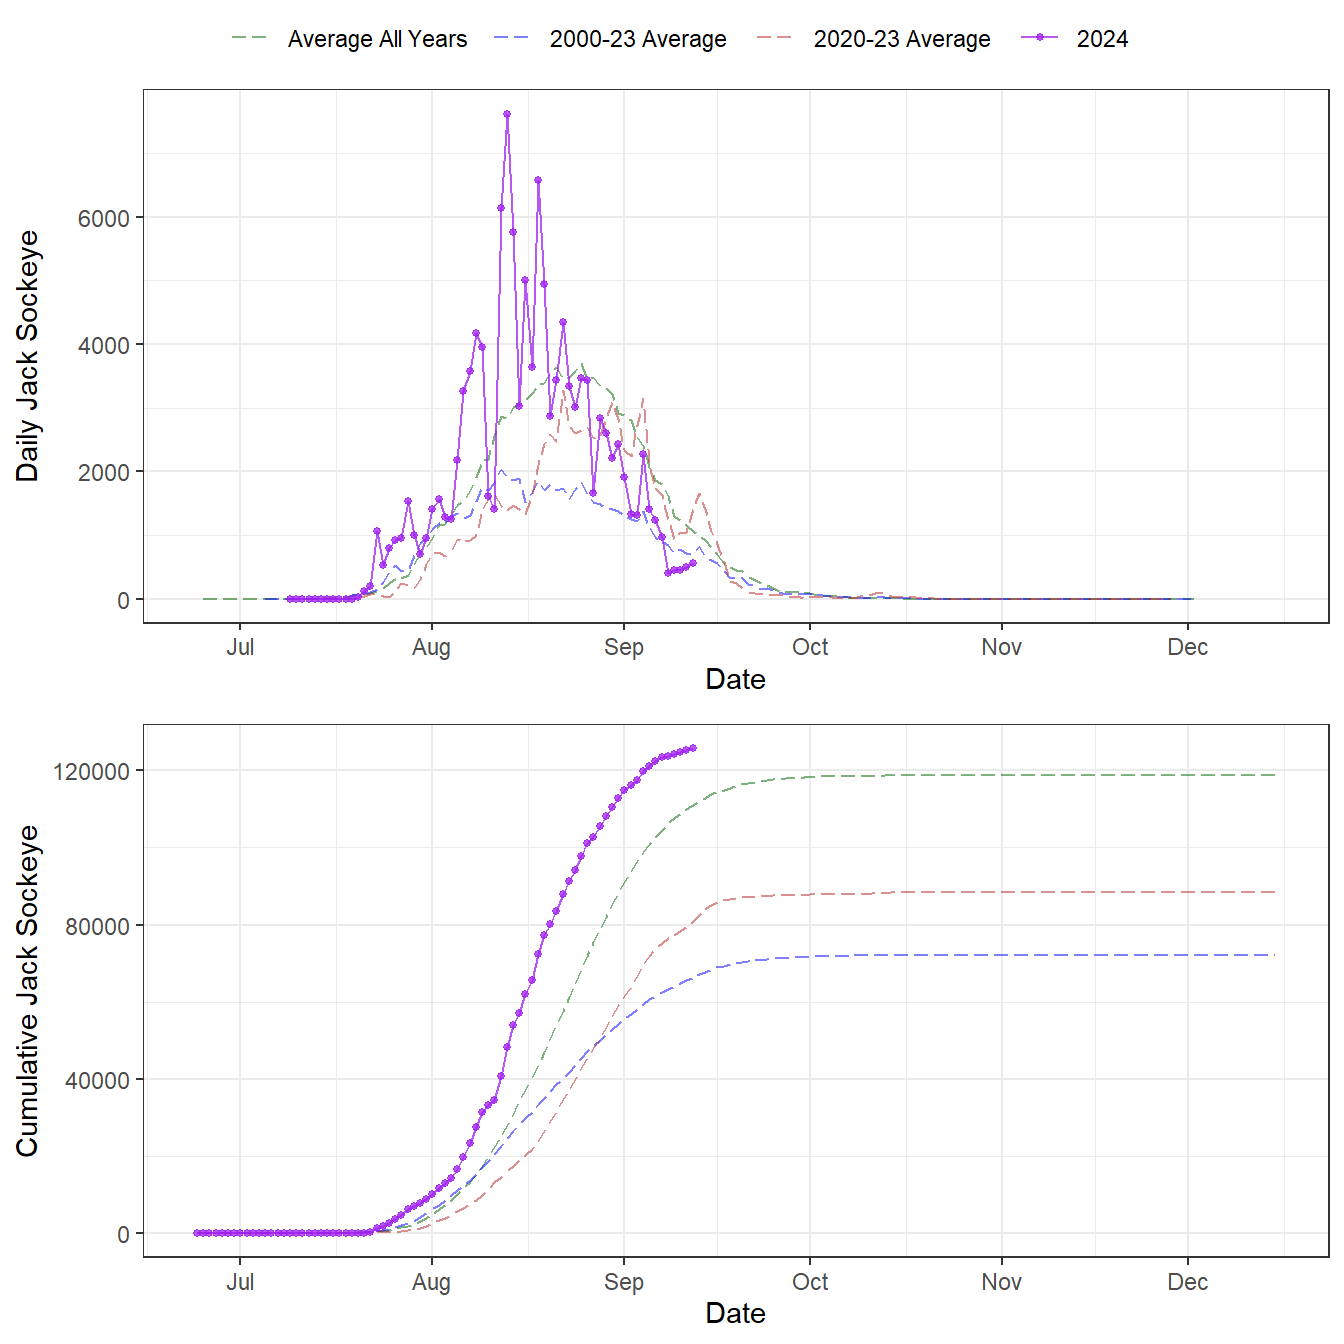 Average All Years 2000-23 Average 2020-23 Average 2024
Daily Jack Sockeye
6000
4000
2000
0
Jul Aug Sep Oct Nov Dec
Date
Cumulative Jack Sockeye
120000
80000
40000
0
Jul Aug Sep Oct Nov Dec
Date